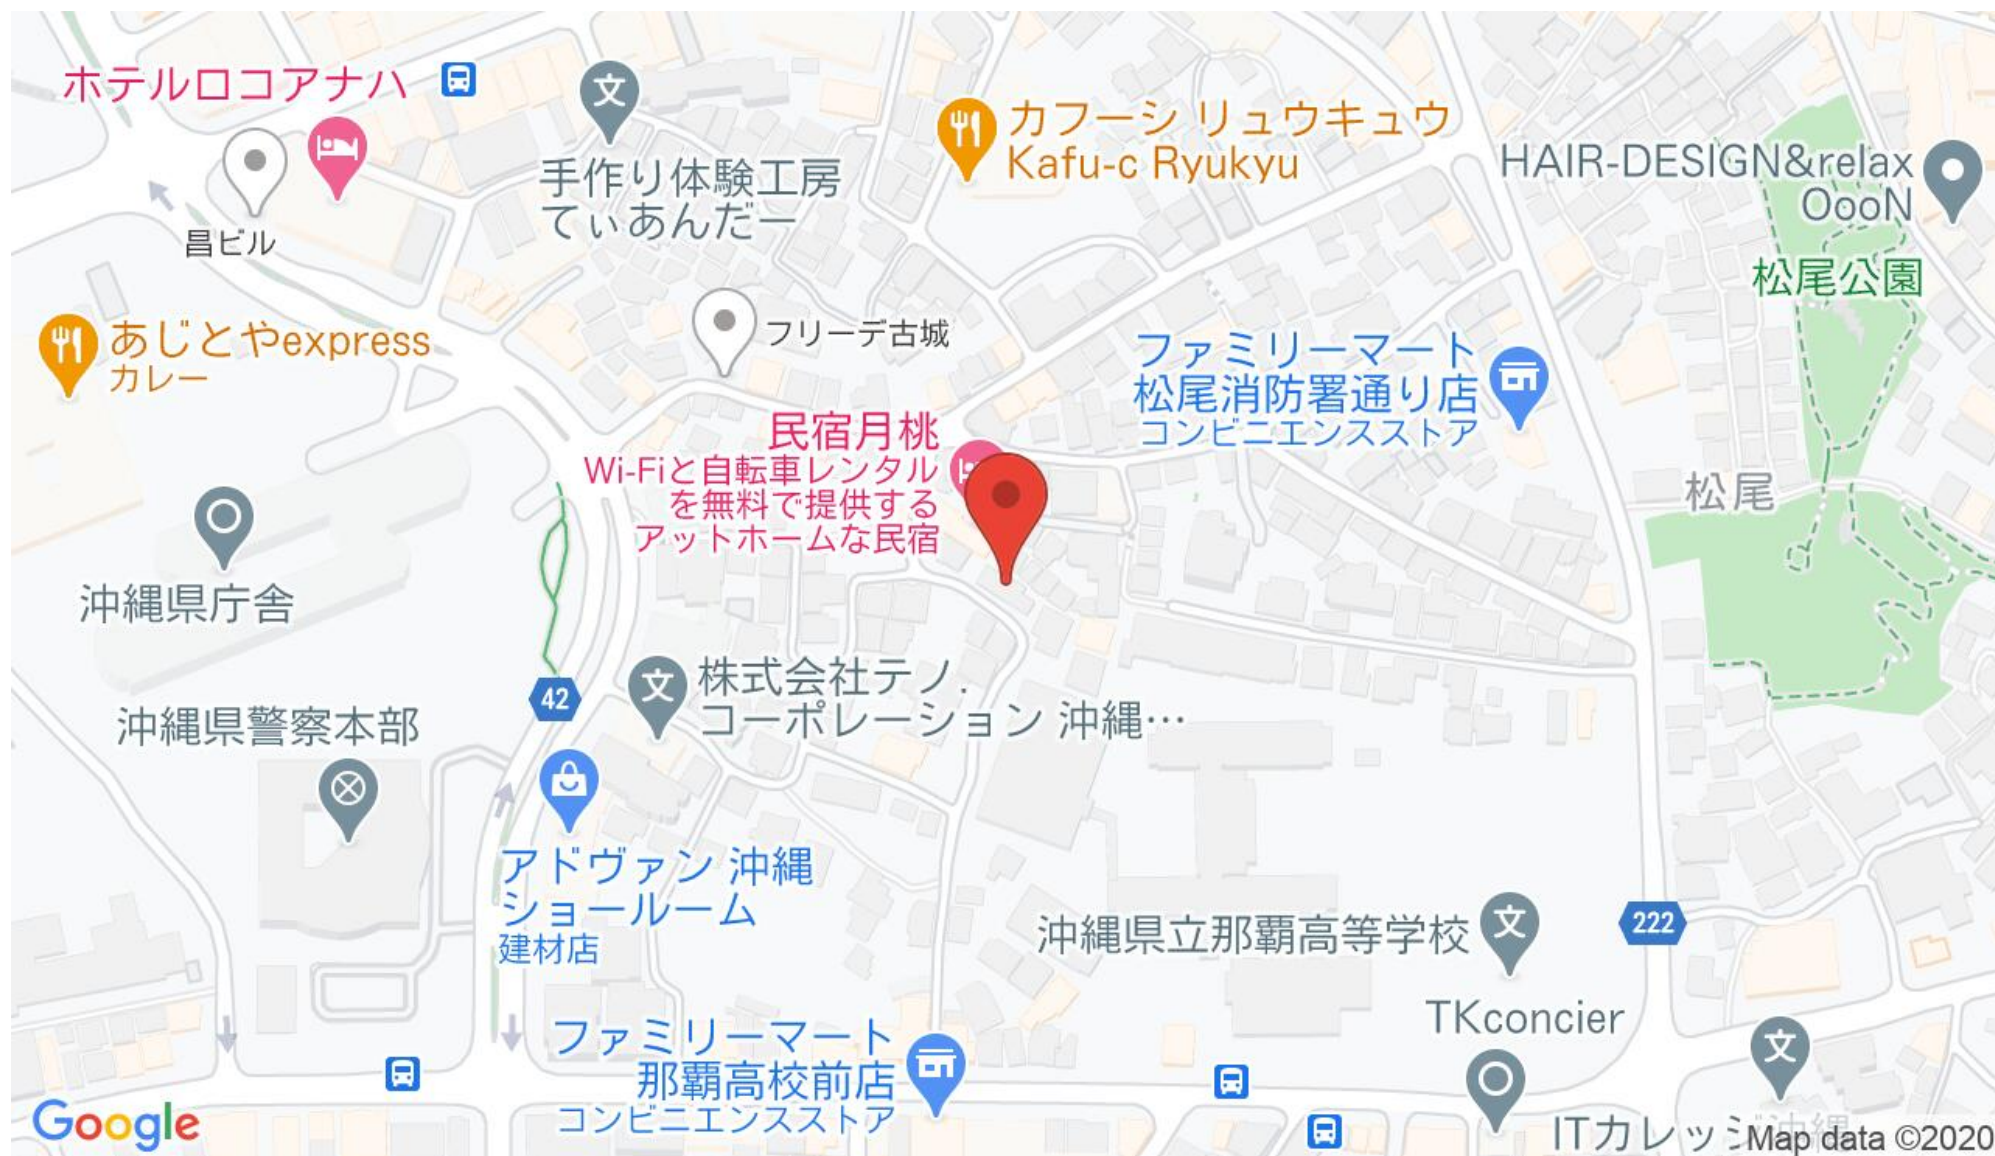 ホテルロコアナハ
昌ビル
手作り体験工房
てぃあんだー
カフーシ リュウキュウ
Kafu-c Ryukyu
HAIR-DESIGN&relax
OooN
松尾公園
あじとやexpress
カレー
フリーデ古城
ファミリーマート
松尾消防署通り店
コンビニエンスストア
民宿月桃
Wi-Fiと自転車レンタル
を無料で提供する
アットホームな民宿
松尾
沖縄県庁舎
株式会社テノ.
コーポレーション 沖縄…
42
沖縄県警察本部
アドヴァン 沖縄
ショールーム
建材店
沖縄県立那覇高等学校
222
TKconcier
ファミリーマート
那覇高校前店
コンビニエンスストア
ITカレッジ沖縄
Google
Map data ©2020